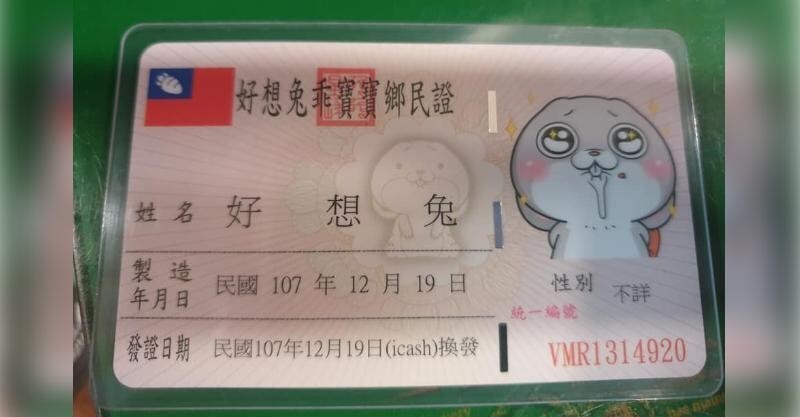 好想兔乖寶寶鄉民證
姓名 好想兔
製造年月日 民國 107 年 12 月 19 日
性別 不詳
統一編號
VMR1314920
發證日期 民國107年12月19日(icash)換發